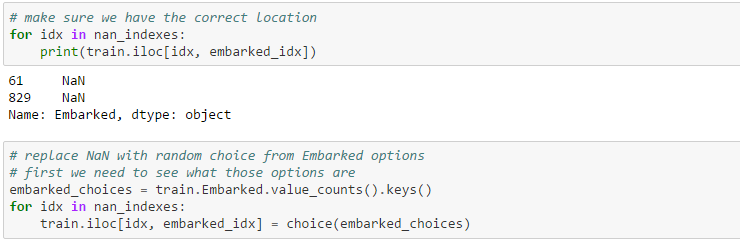 # make sure we have the correct location
for idx in nan_indexes:
    print(train.iloc[idx, embarked_idx])
61     NaN
829    NaN
Name: Embarked, dtype: object
# replace NaN with random choice from Embarked options
# first we need to see what those options are
embarked_choices = train.Embarked.value_counts().keys()
for idx in nan_indexes:
    train.iloc[idx, embarked_idx] = choice(embarked_choices)